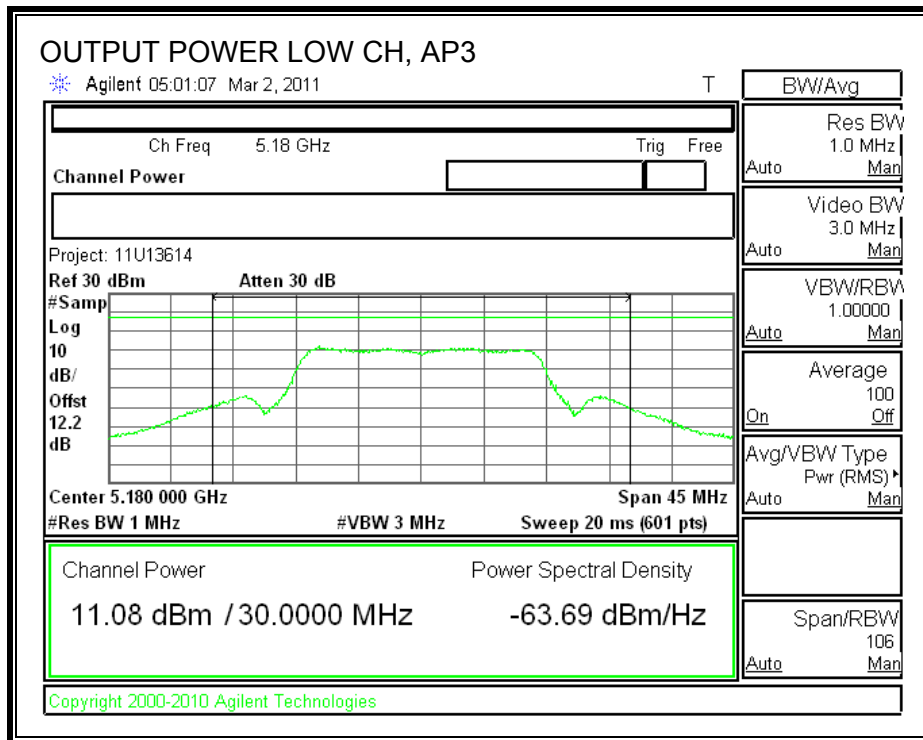 OUTPUT POWER LOW CH, AP3
Agilent 05:01:07 Mar 2, 2011 T
Ch Freq 5.18 GHz Trig Free
Channel Power
Project: 11U13614
Ref 30 dBm Atten 30 dB
#Samp
Log
10
dB/
Offst
12.2
dB
Center 5.180 000 GHz Span 45 MHz
#Res BW 1 MHz #VBW 3 MHz Sweep 20 ms (601 pts)
Channel Power Power Spectral Density
11.08 dBm / 30.0000 MHz -63.69 dBm/Hz
Copyright 2000-2010 Agilent Technologies
BW/Avg
Res BW
1.0 MHz
Auto Man
Video BW
3.0 MHz
Auto Man
VBW/RBW
1.00000
Auto Man
Average
100
On Off
Avg/VBW Type
Pwr (RMS)
Auto Man
Span/RBW
106
Auto Man